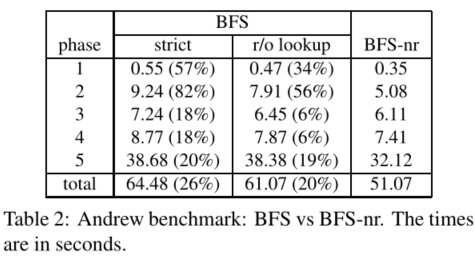 BFS
phase strict r/o lookup BFS-nr
1 0.55 (57%) 0.47 (34%) 0.35
2 9.24 (82%) 7.91 (56%) 5.08
3 7.24 (18%) 6.45 (6%) 6.11
4 8.77 (18%) 7.87 (6%) 7.41
5 38.68 (20%) 38.38 (19%) 32.12
total 64.48 (26%) 61.07 (20%) 51.07
Table 2: Andrew benchmark: BFS vs BFS-nr. The times
are in seconds.